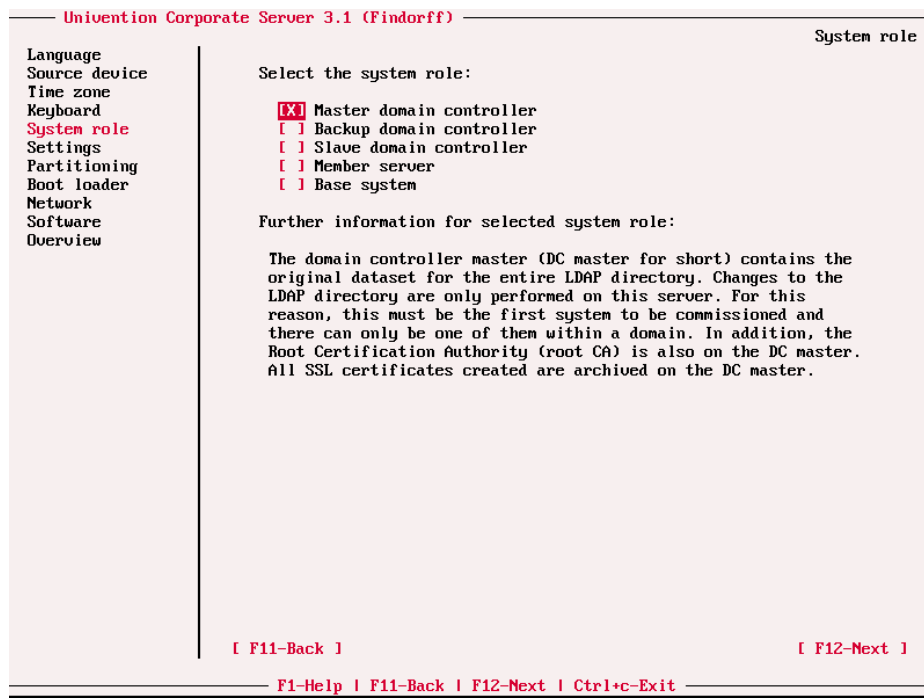 Univention Corporate Server 3.1 (Findorff)
System role
Language
Source device
Time zone
Keyboard
System role
Settings
Partitioning
Boot loader
Network
Software
Overview
Select the system role:
[X] Master domain controller
[ ] Backup domain controller
[ ] Slave domain controller
[ ] Member server
[ ] Base system
Further information for selected system role:
The domain controller master (DC master for short) contains the
original dataset for the entire LDAP directory. Changes to the
LDAP directory are only performed on this server. For this
reason, this must be the first system to be commissioned and
there can only be one of them within a domain. In addition, the
Root Certification Authority (root CA) is also on the DC master.
All SSL certificates created are archived on the DC master.
[ F11-Back ]
[ F12-Next ]
F1-Help | F11-Back | F12-Next | Ctrl+c-Exit